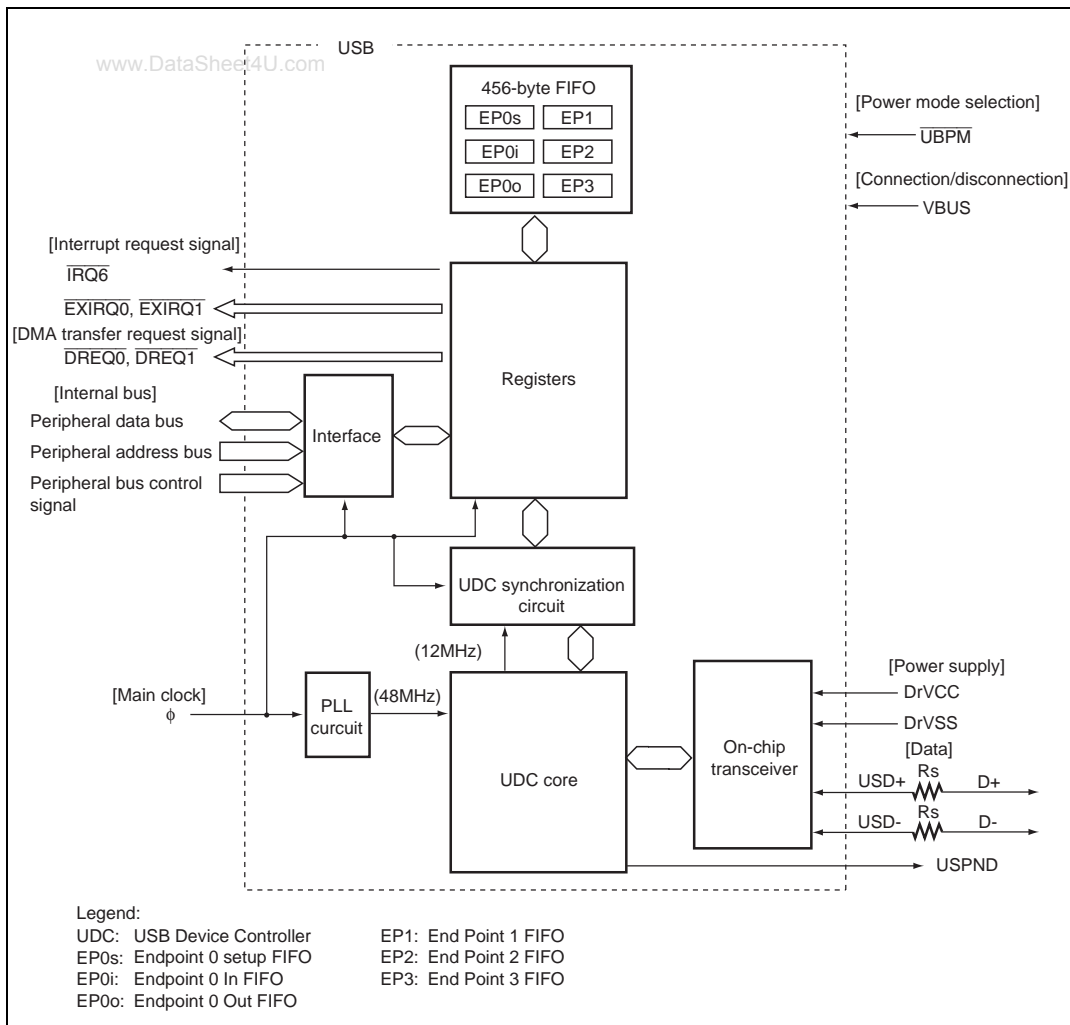 USB
www.DataSheet4U.com
456-byte FIFO
EP0s EP1
EP0i EP2
EP0o EP3
[Power mode selection]
UBPM
[Connection/disconnection]
VBUS
[Interrupt request signal]
IRQ6
EXIRQ0, EXIRQ1
[DMA transfer request signal]
DREQ0, DREQ1
[Internal bus]
Peripheral data bus
Peripheral address bus
Peripheral bus control
signal
Interface
Registers
UDC synchronization
circuit
(12MHz)
[Main clock]
φ
PLL
curcuit
(48MHz)
UDC core
On-chip
transceiver
[Power supply]
DrVCC
DrVSS
[Data]
USD+ Rs D+
USD- Rs D-
USPND
Legend:
UDC: USB Device Controller
EP0s: Endpoint 0 setup FIFO
EP0i: Endpoint 0 In FIFO
EP0o: Endpoint 0 Out FIFO
EP1: End Point 1 FIFO
EP2: End Point 2 FIFO
EP3: End Point 3 FIFO